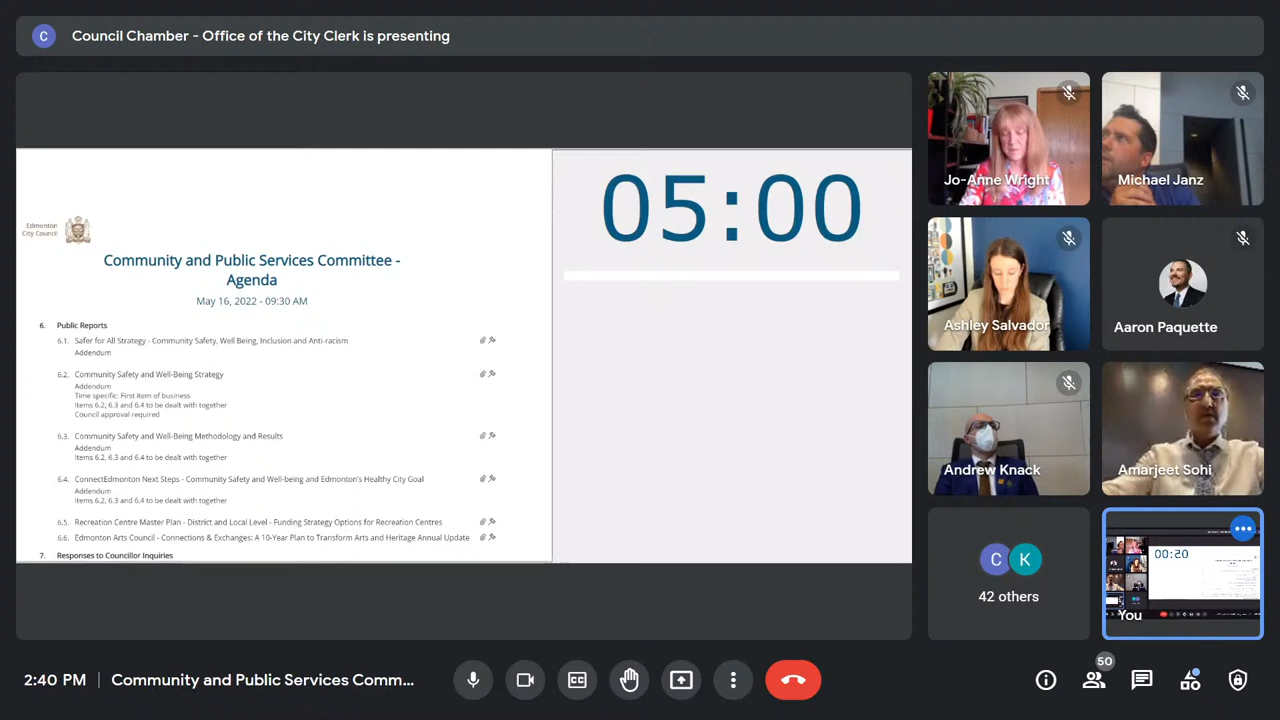 C
Council Chamber - Office of the City Clerk is presenting
Edmonton
City Council
Community and Public Services Committee -
Agenda
May 16, 2022 - 09:30 AM
6. Public Reports
6.1. Safer for All Strategy - Community Safety, Well Being, Inclusion and Anti-racism
Addendum
6.2. Community Safety and Well-Being Strategy
Addendum
Time specific: First item of business
Items 6.2, 6.3 and 6.4 to be dealt with together
Council approval required
6.3. Community Safety and Well-Being Methodology and Results
Addendum
Items 6.2, 6.3 and 6.4 to be dealt with together
6.4. ConnectEdmonton Next Steps - Community Safety and Well-being and Edmonton's Healthy City Goal
Addendum
Items 6.2, 6.3 and 6.4 to be dealt with together
6.5. Recreation Centre Master Plan - District and Local Level - Funding Strategy Options for Recreation Centres
6.6. Edmonton Arts Council - Connections & Exchanges: A 10-Year Plan to Transform Arts and Heritage Annual Update
7. Responses to Councillor Inquiries
05:00
Jo-Anne Wright
Michael Janz
Ashley Salvador
Aaron Paquette
Andrew Knack
Amarjeet Sohi
C K
42 others
00:20
You
2:40 PM | Community and Public Services Comm...
CC
50